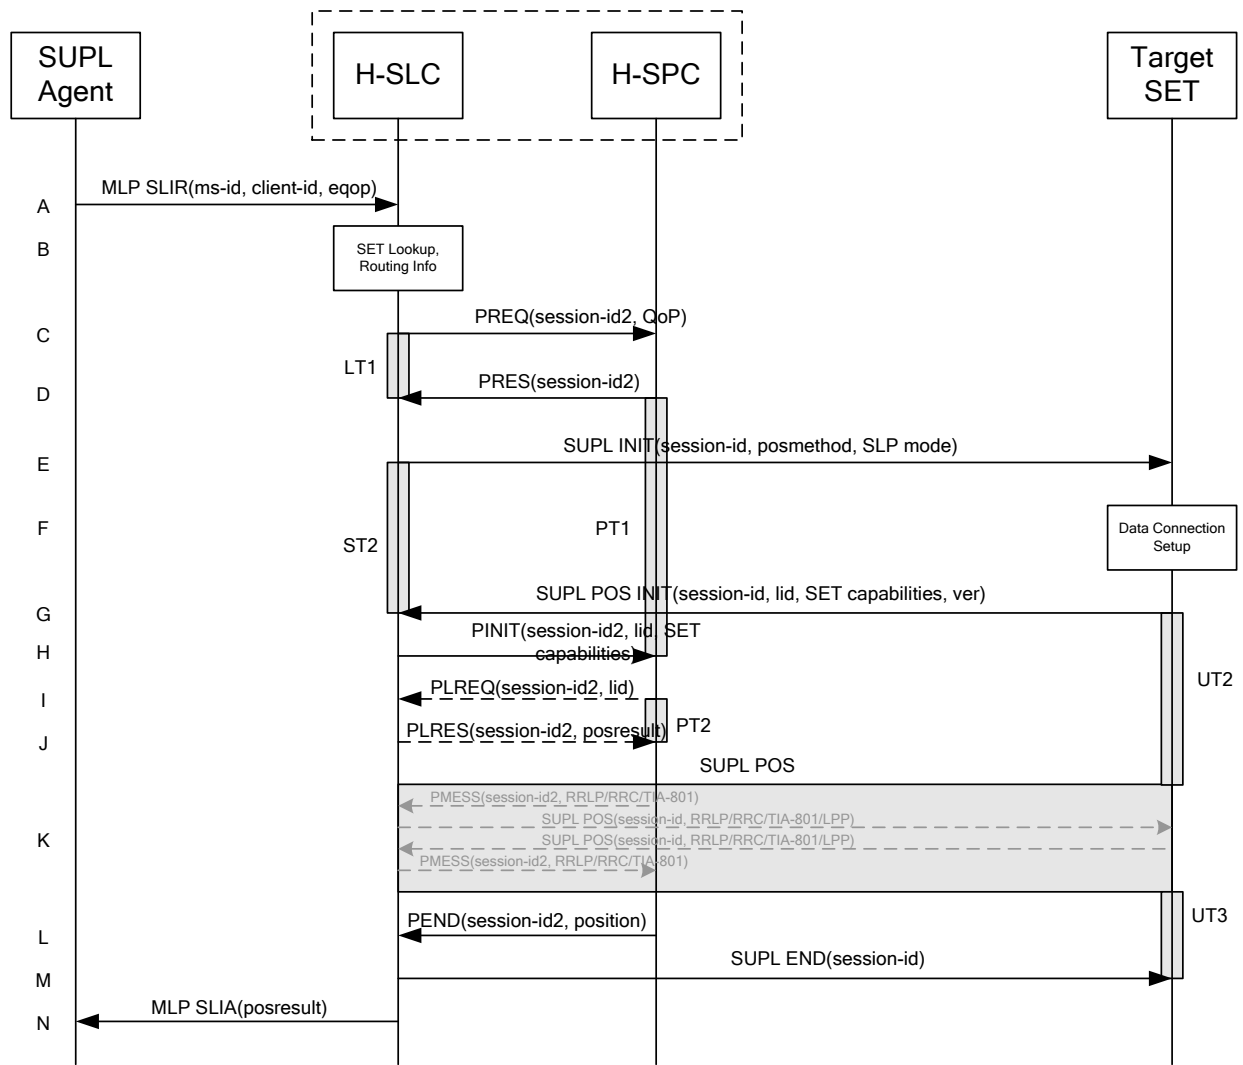 SUPL
Agent
H-SLC
H-SPC
Target
SET
A
MLP SLIR(ms-id, client-id, eqop)
B
SET Lookup,
Routing Info
C
PREQ(session-id2, QoP)
LT1
D
PRES(session-id2)
E
SUPL INIT(session-id, posmethod, SLP mode)
F
ST2
PT1
Data Connection
Setup
G
SUPL POS INIT(session-id, lid, SET capabilities, ver)
H
PINIT(session-id2, lid, SET
capabilities)
I
PLREQ(session-id2, lid)
UT2
J
PLRES(session-id2, posresult)
PT2
SUPL POS
K
PMESS(session-id2, RRLP/RRC/TIA-801)
SUPL POS(session-id, RRLP/RRC/TIA-801/LPP)
SUPL POS(session-id, RRLP/RRC/TIA-801/LPP)
PMESS(session-id2, RRLP/RRC/TIA-801)
L
PEND(session-id2, position)
UT3
M
SUPL END(session-id)
N
MLP SLIA(posresult)